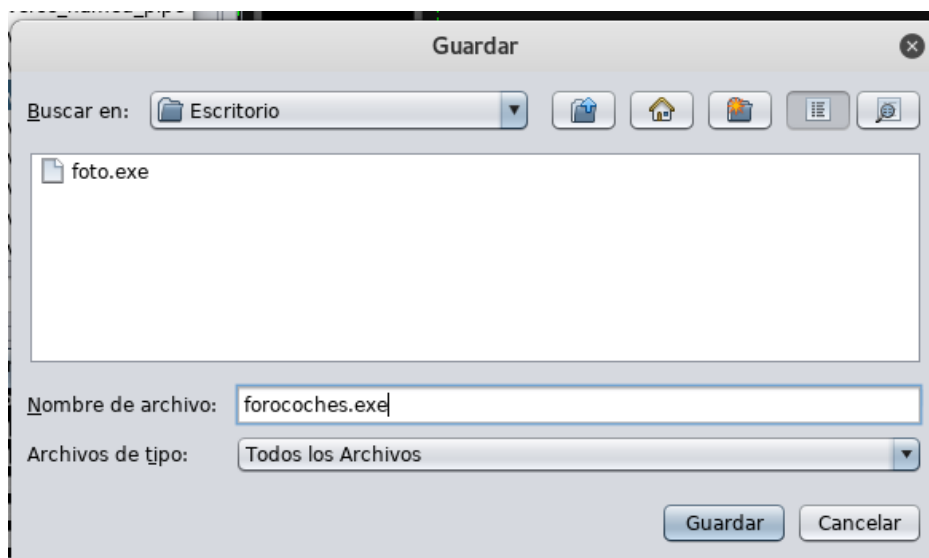 Guardar
Buscar en: Escritorio
foto.exe
Nombre de archivo: forocoches.exe
Archivos de tipo: Todos los Archivos
Guardar Cancelar